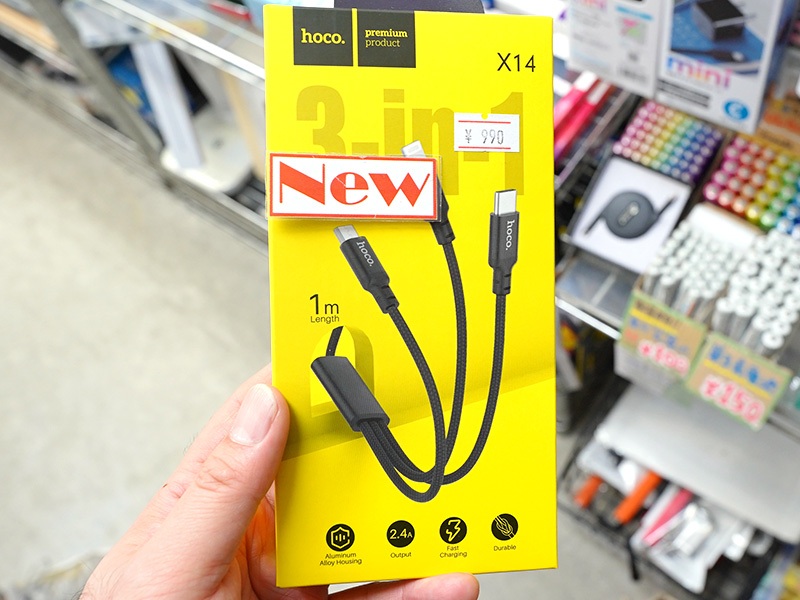 hoco.
premium
product
X14
3-in-1
¥ 990
New
hoco.
hoco.
1m
Length
Aluminum
Alloy Housing
2.4A
Output
Fast
Charging
Durable
mini
¥250